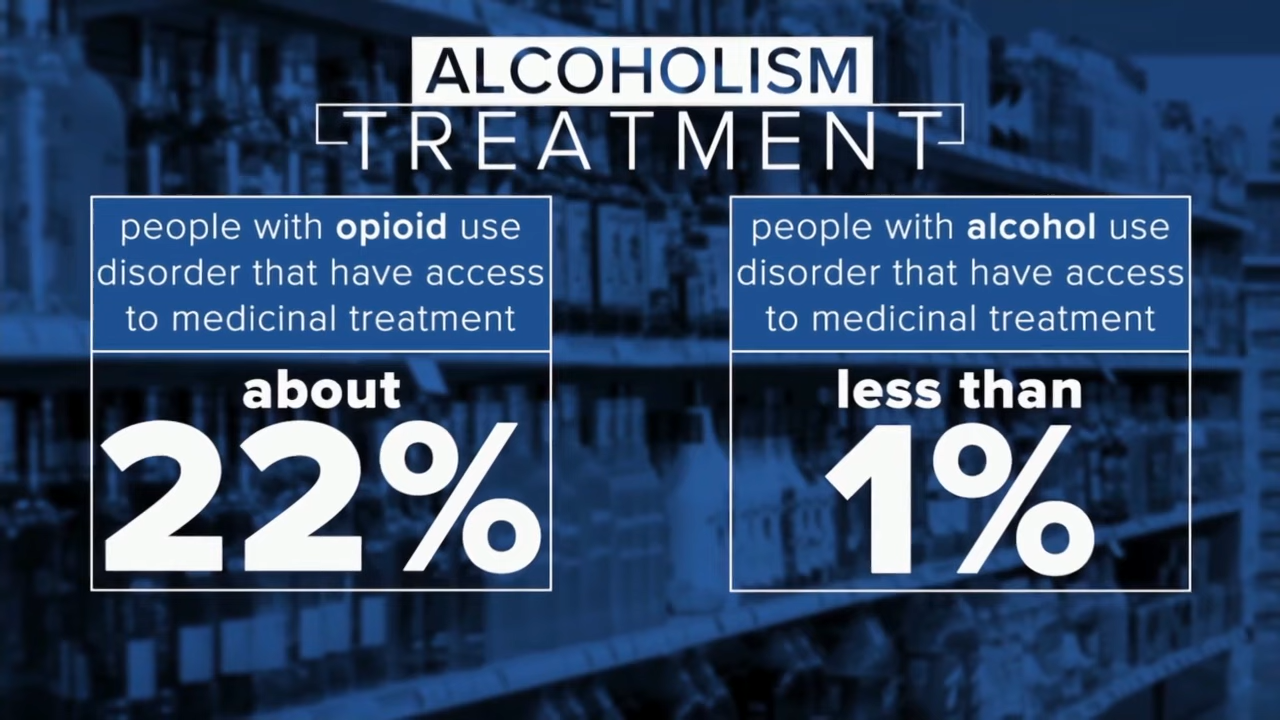 ALCOHOLISM
TREATMENT
people with opioid use
disorder that have access
to medicinal treatment
about
22%
people with alcohol use
disorder that have access
to medicinal treatment
less than
1%